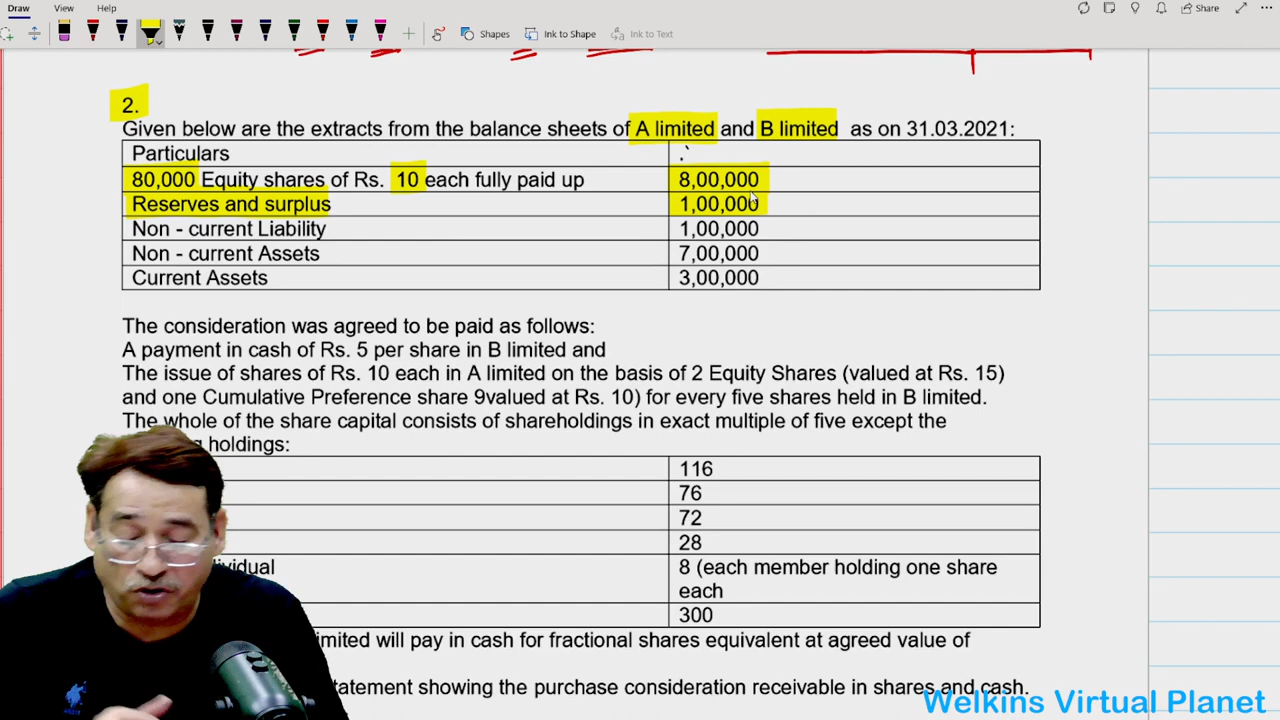 Draw View Help
Share
Shapes Ink to Shape Ink to Text
2.
Given below are the extracts from the balance sheets of A limited and B limited as on 31.03.2021:
Particulars
80,000 Equity shares of Rs. 10 each fully paid up 8,00,000
Reserves and surplus 1,00,000
Non - current Liability 1,00,000
Non - current Assets 7,00,000
Current Assets 3,00,000
The consideration was agreed to be paid as follows:
A payment in cash of Rs. 5 per share in B limited and
The issue of shares of Rs. 10 each in A limited on the basis of 2 Equity Shares (valued at Rs. 15)
and one Cumulative Preference share 9valued at Rs. 10) for every five shares held in B limited.
The whole of the share capital consists of shareholdings in exact multiple of five except the
holdings:
116
76
72
28
8 (each member holding one share
each
300
will pay in cash for fractional shares equivalent at agreed value of
statement showing the purchase consideration receivable in shares and cash.
Welkins Virtual Planet